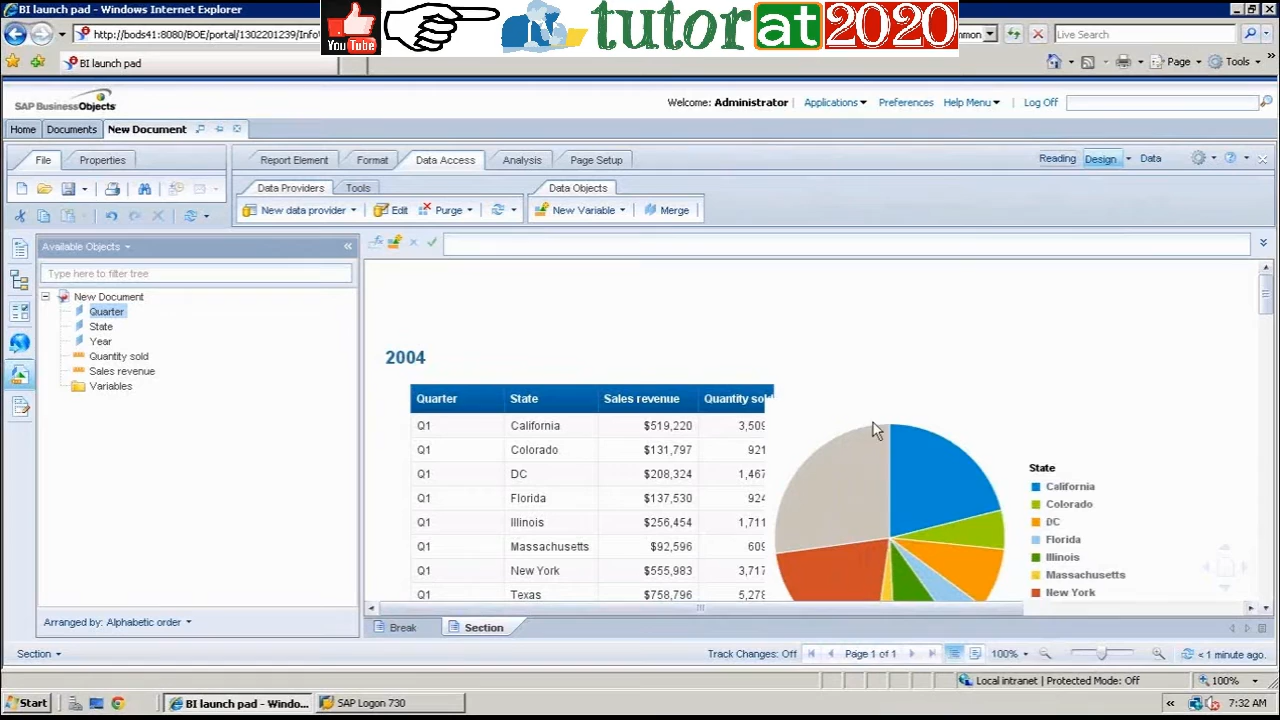 BI launch pad - Windows Internet Explorer
YouTube
tutor at 2020
http://bods41:8080/BOE/portal/1302201239/Info
mmon
Live Search
BI launch pad
Page
Tools
SAP BusinessObjects
Welcome: Administrator
Applications
Preferences
Help Menu
Log Off
Home
Documents
New Document
File
Properties
Report Element
Format
Data Access
Analysis
Page Setup
Reading
Design
Data
Data Providers
Tools
Data Objects
New data provider
Edit
Purge
New Variable
Merge
Available Objects
Type here to filter tree
New Document
Quarter
State
Year
Quantity sold
Sales revenue
Variables
Arranged by: Alphabetic order
2004
Quarter State Sales revenue Quantity sold
Q1 California $519,220 3,509
Q1 Colorado $131,797 921
Q1 DC $208,324 1,467
Q1 Florida $137,530 924
Q1 Illinois $256,454 1,711
Q1 Massachusetts $92,596 609
Q1 New York $555,983 3,717
Q1 Texas $758,796 5,278
State
California
Colorado
DC
Florida
Illinois
Massachusetts
New York
Break
Section
Section
Track Changes: Off
Page 1 of 1
100%
< 1 minute ago.
Local intranet | Protected Mode: Off
100%
Start
BI launch pad - Windo...
SAP Logon 730
7:32 AM